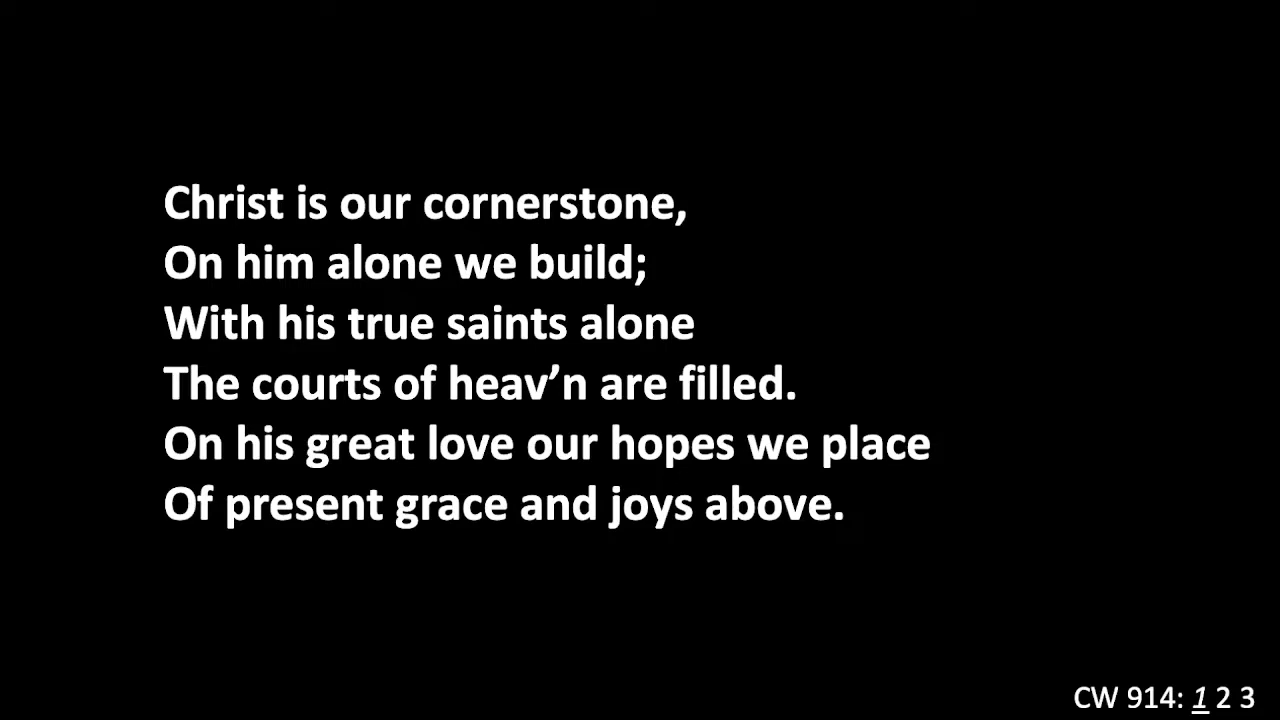 Christ is our cornerstone,
On him alone we build;
With his true saints alone
The courts of heav’n are filled.
On his great love our hopes we place
Of present grace and joys above.
CW 914: 1 2 3